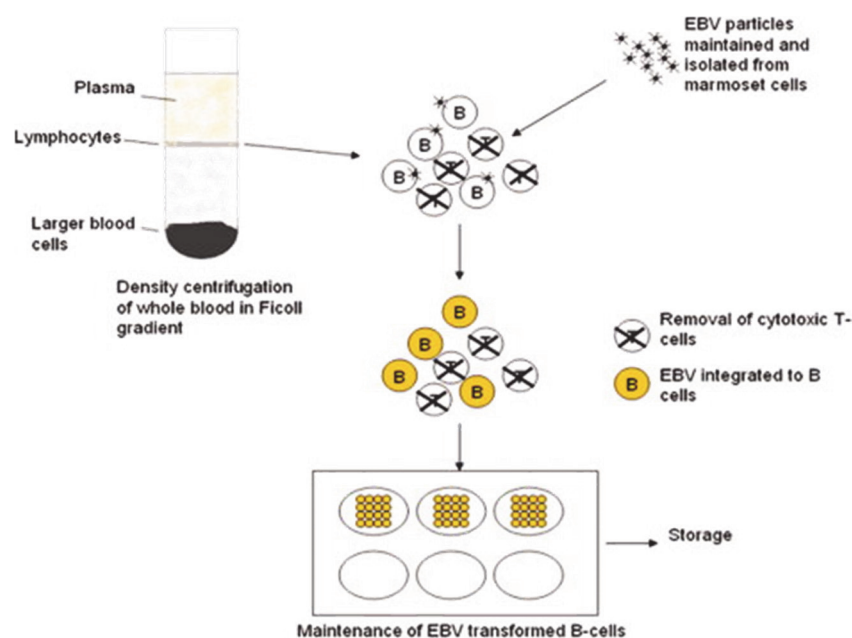 EBV particles
maintained and
isolated from
marmoset cells
Plasma
Lymphocytes
Larger blood
cells
Density centrifugation
of whole blood in Ficoll
gradient
B
B
T
B
T
B
T
T
B
B
T
B
T
B
T
T
T
Removal of cytotoxic T-
cells
B
EBV integrated to B
cells
Storage
Maintenance of EBV transformed B-cells